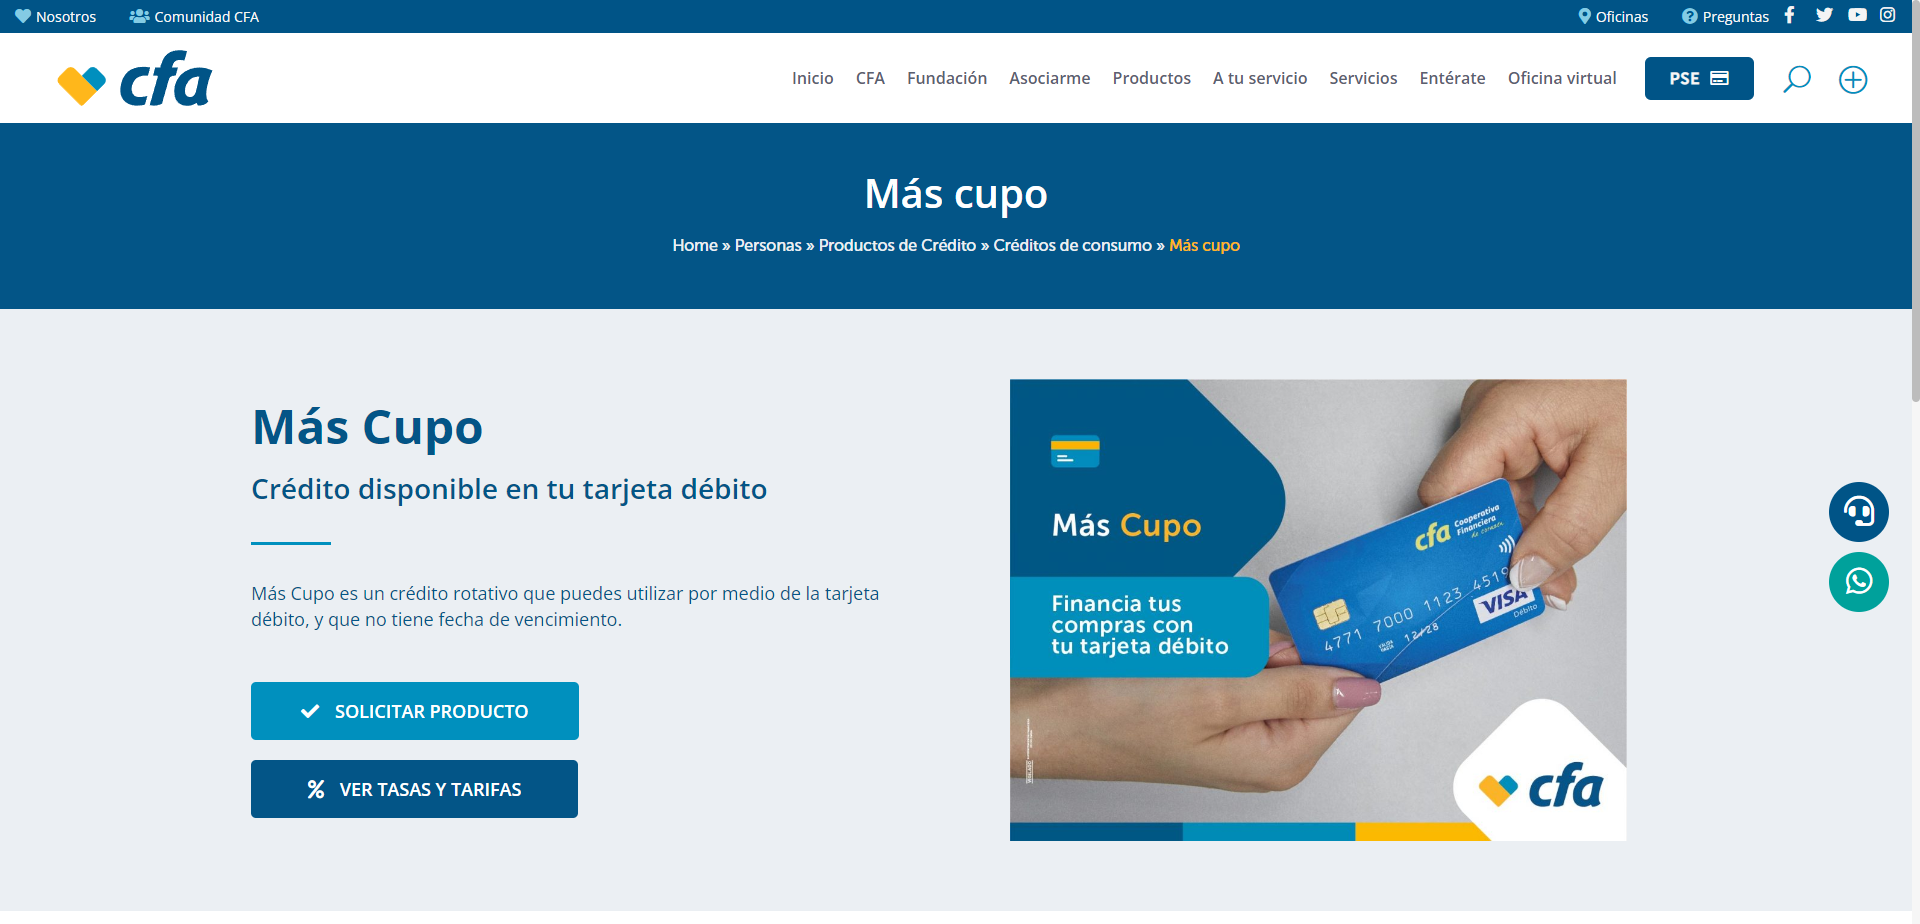 Nosotros
Comunidad CFA
Oficinas
Preguntas
cfa
Inicio
CFA
Fundación
Asociarme
Productos
A tu servicio
Servicios
Entérate
Oficina virtual
PSE
Más cupo
Home » Personas » Productos de Crédito » Créditos de consumo » Más cupo
Más Cupo
Crédito disponible en tu tarjeta débito
Más Cupo es un crédito rotativo que puedes utilizar por medio de la tarjeta
débito, y que no tiene fecha de vencimiento.
SOLICITAR PRODUCTO
VER TASAS Y TARIFAS
Más Cupo
Financia tus
compras con
tu tarjeta débito
cfa Cooperativa
Financiera
de corazón
4771 7000 1123 4519
12/28
VISA
Débito
cfa